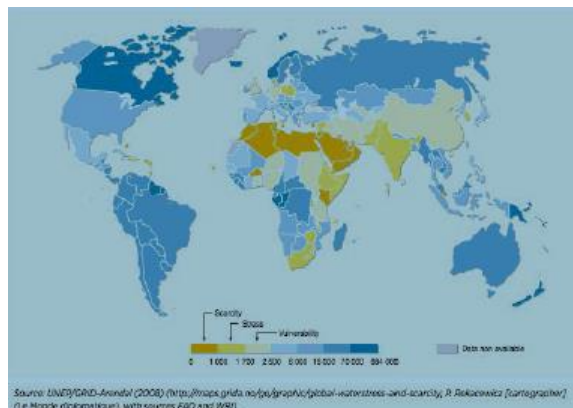 Scarcity
Stress
Vulnerability
0 1 000 1 700 2 500 6 000 15 000 70 000 684 000
Data non available
Source: UNEP/GRID-Arendal (2008) (http://maps.grida.no/go/graphic/global-waterstress-and-scarcity, P. Rekacewicz [cartographer]
(Le Monde diplomatique), with sources FAO and WRI)